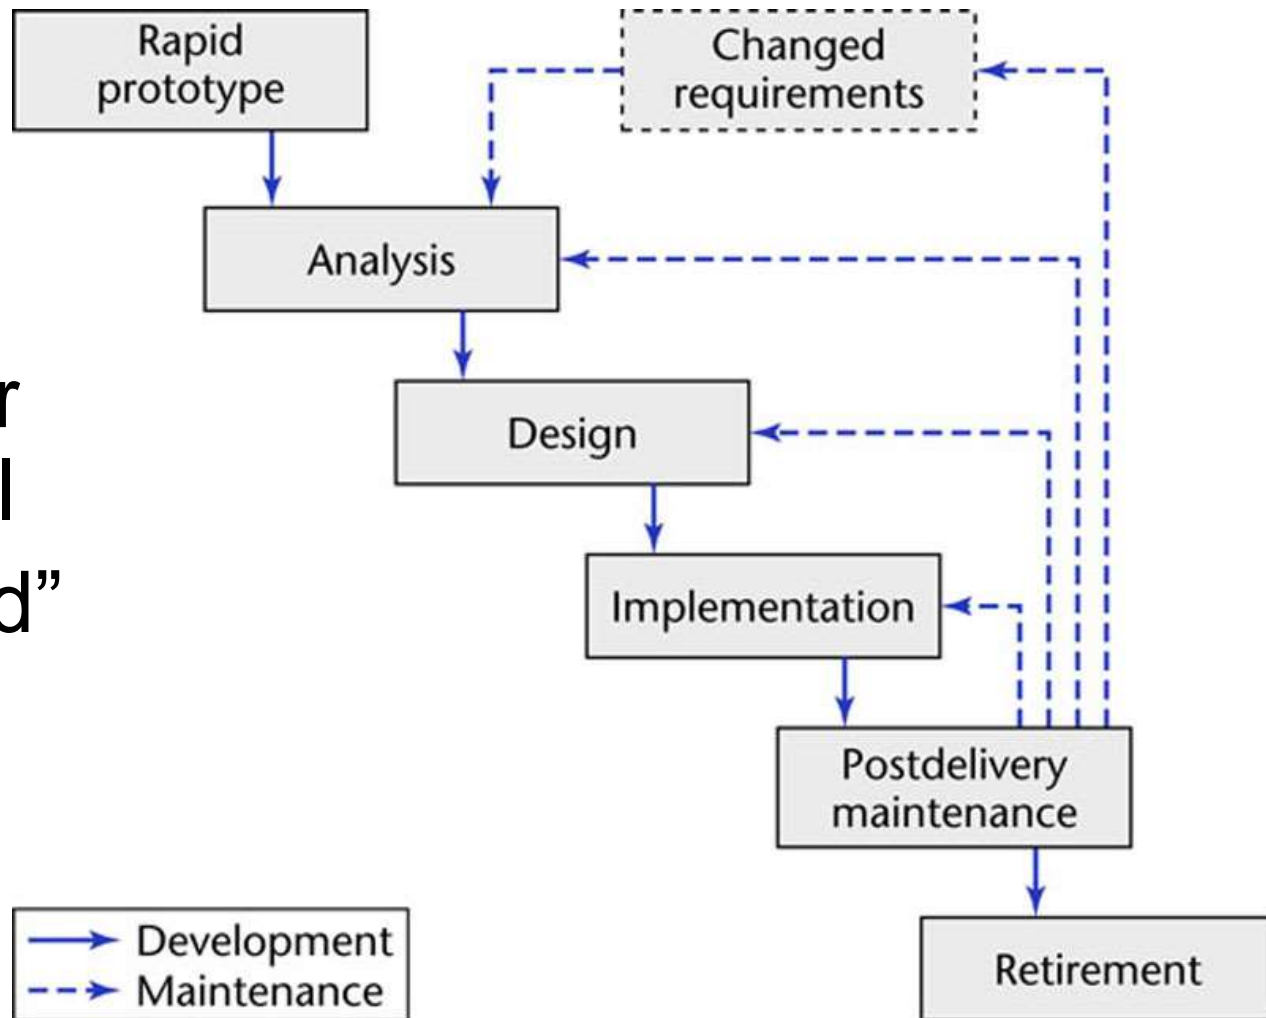 Rapid
prototype
Changed
requirements
Analysis
r
Design
l
d”
Implementation
Postdelivery
maintenance
Development
Maintenance
Retirement